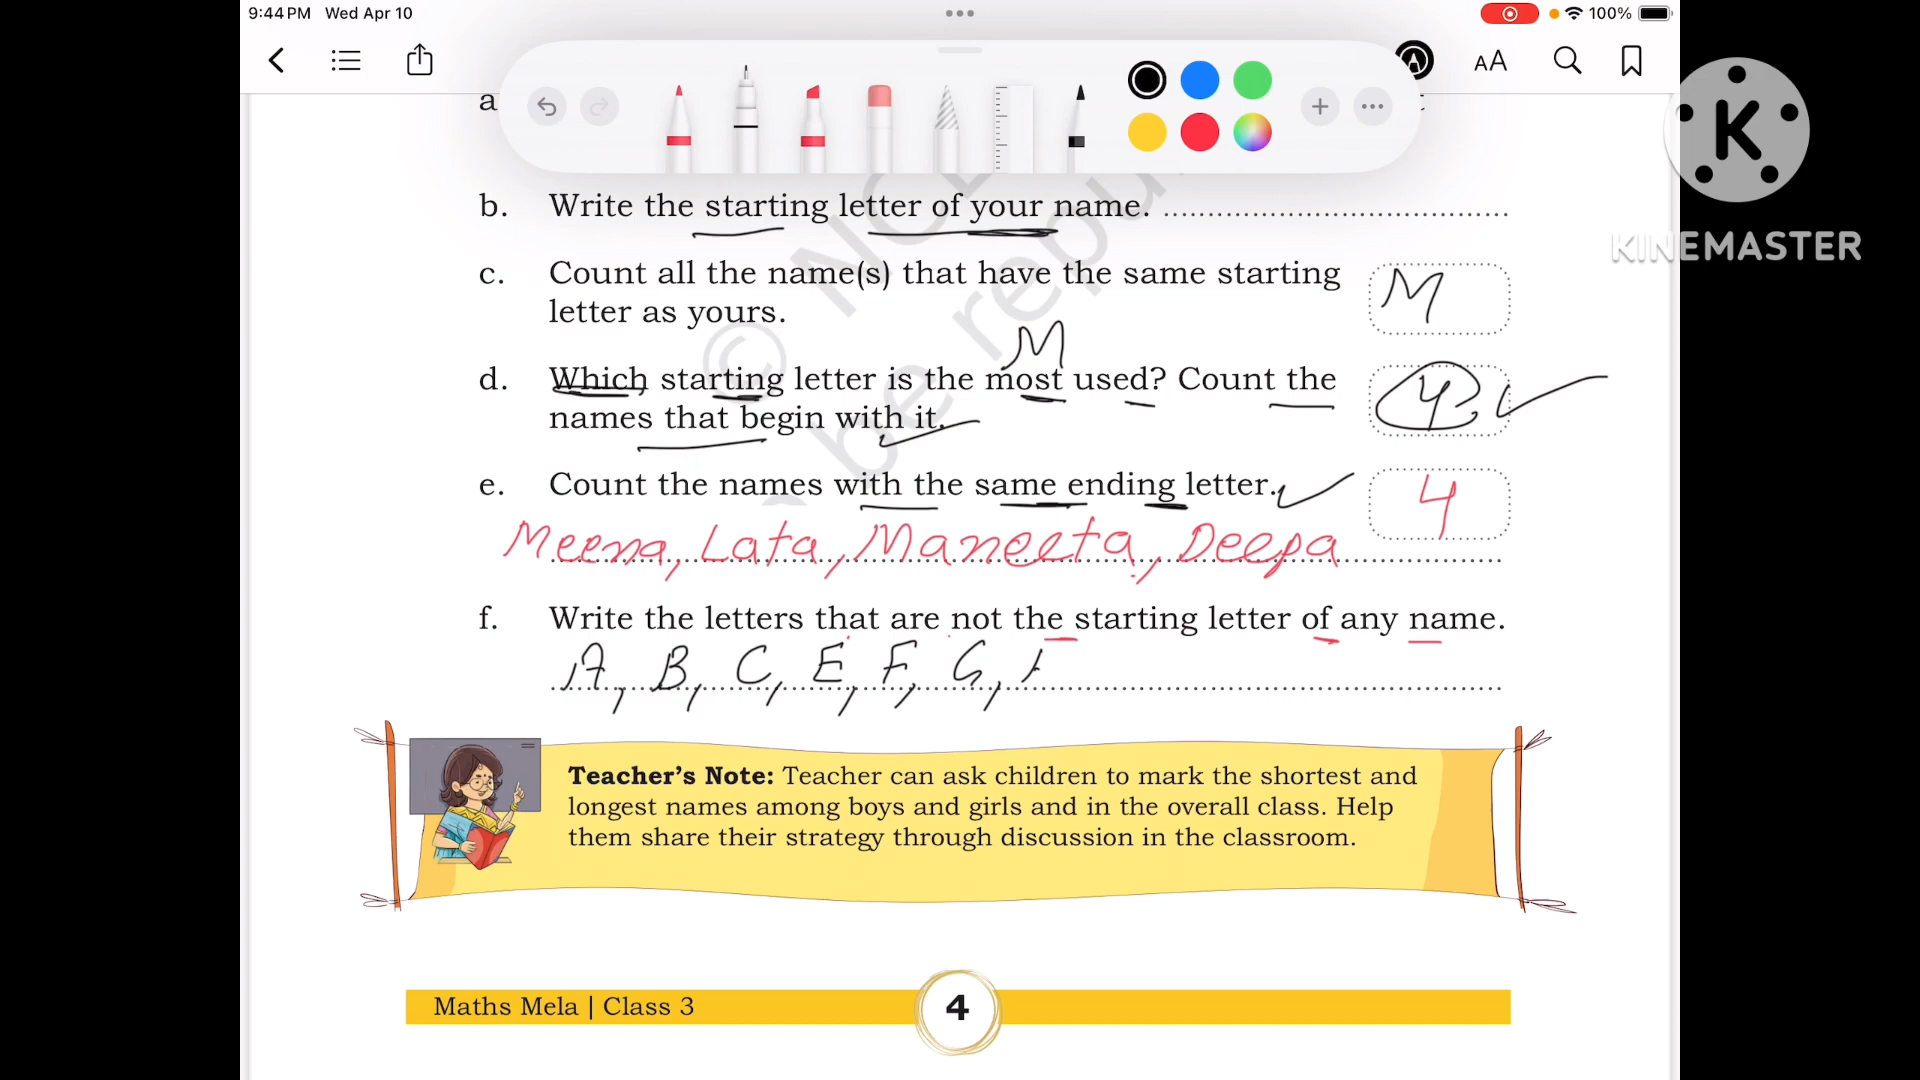 9:44 PM Wed Apr 10 100%
AA
a
b. Write the starting letter of your name.
K
KINEMASTER
c. Count all the name(s) that have the same starting
letter as yours.
M
M
d. Which starting letter is the most used? Count the
names that begin with it.
4
e. Count the names with the same ending letter.
4
Meena, Lata, Maneeta, Deepa
f. Write the letters that are not the starting letter of any name.
A, B, C, E, F, G,
Teacher's Note: Teacher can ask children to mark the shortest and
longest names among boys and girls and in the overall class. Help
them share their strategy through discussion in the classroom.
Maths Mela | Class 3
4